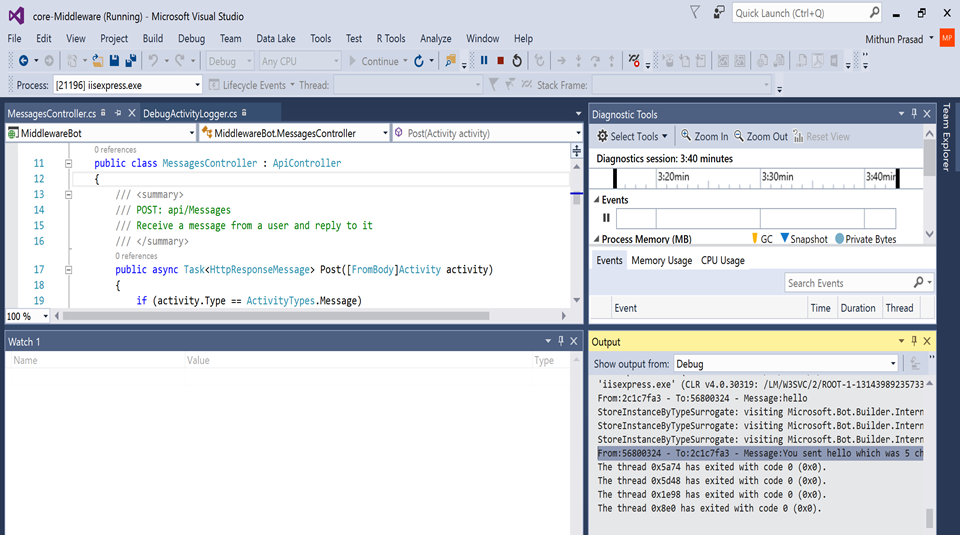 core-Middleware (Running) - Microsoft Visual Studio
Quick Launch (Ctrl+Q)
File Edit View Project Build Debug Team Data Lake Tools Test R Tools Analyze Window Help
Mithun Prasad MP
Debug Any CPU Continue
Process: [21196] iisexpress.exe Lifecycle Events Thread: Stack Frame:
MessagesController.cs DebugActivityLogger.cs
MiddlewareBot MiddlewareBot.MessagesController Post(Activity activity)
0 references
11 public class MessagesController : ApiController
12 {
13 /// <summary>
14 /// POST: api/Messages
15 /// Receive a message from a user and reply to it
16 /// </summary>
0 references
17 public async Task<HttpResponseMessage> Post([FromBody]Activity activity)
18 {
19 if (activity.Type == ActivityTypes.Message)
100 %
Diagnostic Tools
Select Tools Zoom In Zoom Out Reset View
Diagnostics session: 3:40 minutes
3:20min 3:30min 3:40min
Events
Process Memory (MB) GC Snapshot Private Bytes
Events Memory Usage CPU Usage
Search Events
Event Time Duration Thread
Team Explorer
Watch 1
Name Value Type
Output
Show output from: Debug
'iisexpress.exe' (CLR v4.0.30319: /LM/W3SVC/2/ROOT-1-13143989235733
From:2c1c7fa3 - To:56800324 - Message:hello
StoreInstanceByTypeSurrogate: visiting Microsoft.Bot.Builder.Intern
StoreInstanceByTypeSurrogate: visiting Microsoft.Bot.Builder.Intern
StoreInstanceByTypeSurrogate: visiting Microsoft.Bot.Builder.Intern
From:56800324 - To:2c1c7fa3 - Message:You sent hello which was 5 ch
The thread 0x5a74 has exited with code 0 (0x0).
The thread 0x5d48 has exited with code 0 (0x0).
The thread 0x1e98 has exited with code 0 (0x0).
The thread 0x8e0 has exited with code 0 (0x0).